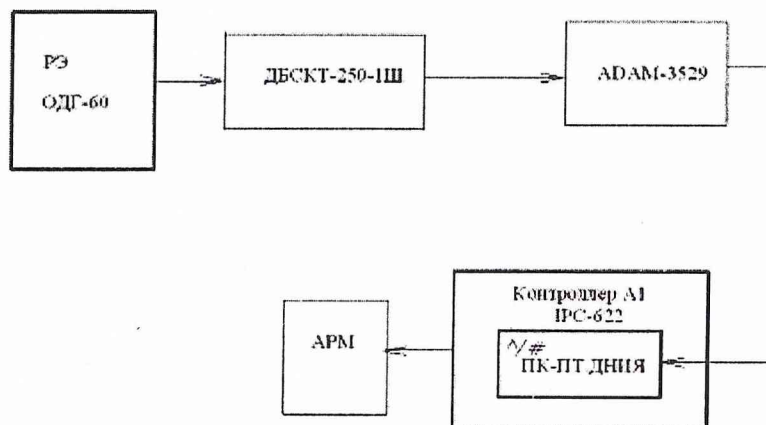 РЭ
ОДГ-60
ДБСКТ-250-1Ш
ADAM-3529
АРМ
Контроллер А1
IPC-622
^/#
ПК-ПТ.ДНИЯ